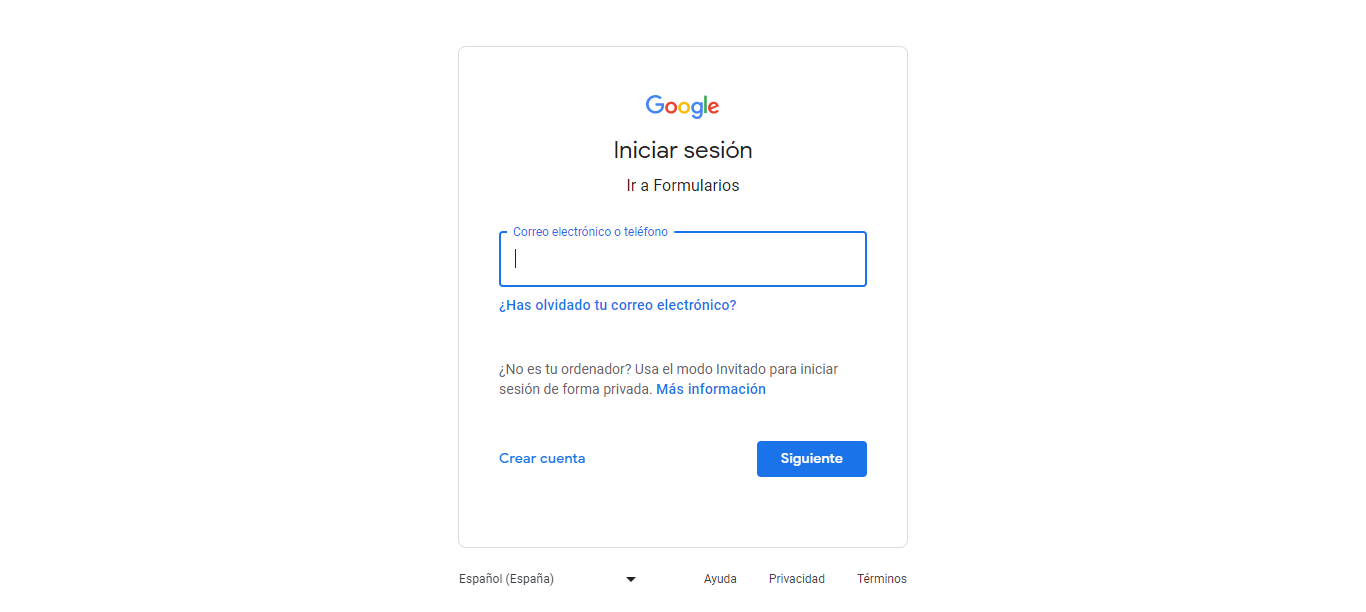 Google
Iniciar sesión
Ir a Formularios
Correo electrónico o teléfono
¿Has olvidado tu correo electrónico?
¿No es tu ordenador? Usa el modo Invitado para iniciar
sesión de forma privada. Más información
Crear cuenta
Siguiente
Español (España)
Ayuda
Privacidad
Términos